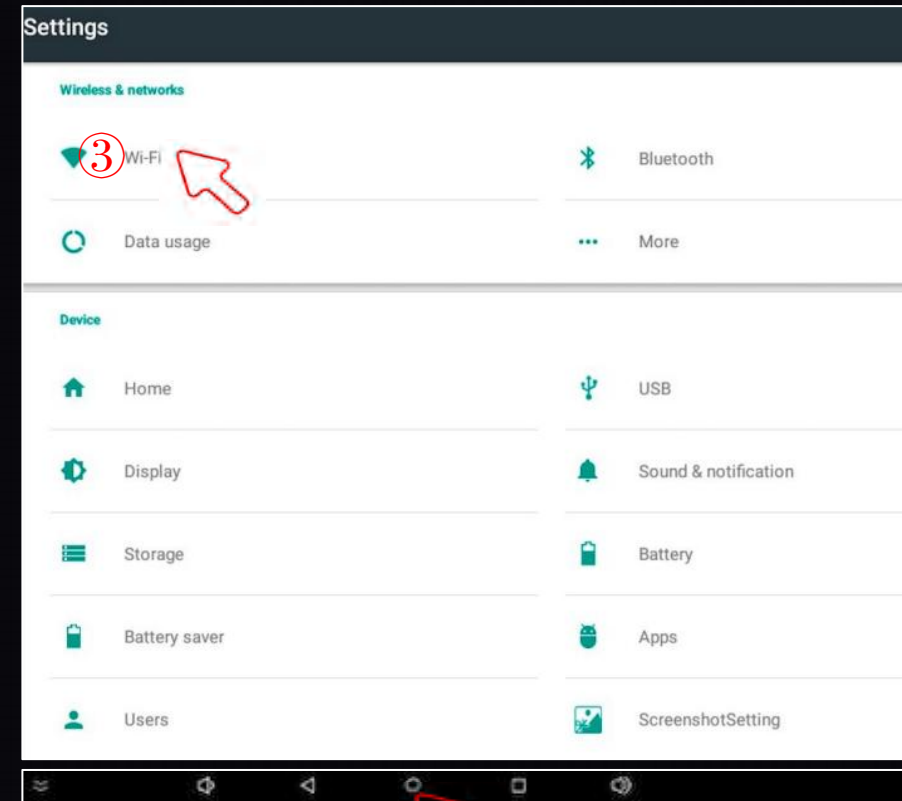 Settings
Wireless & networks
③ Wi-Fi
Bluetooth
Data usage
More
Device
Home
USB
Display
Sound & notification
Storage
Battery
Battery saver
Apps
Users
ScreenshotSetting